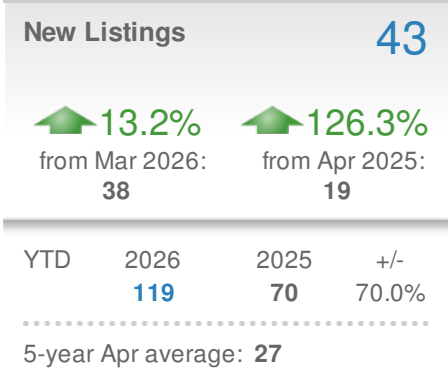 New Listings 43
13.2% 126.3%
from Mar 2026: from Apr 2025:
38 19
YTD 2026 2025 +/-
119 70 70.0%
5-year Apr average: 27